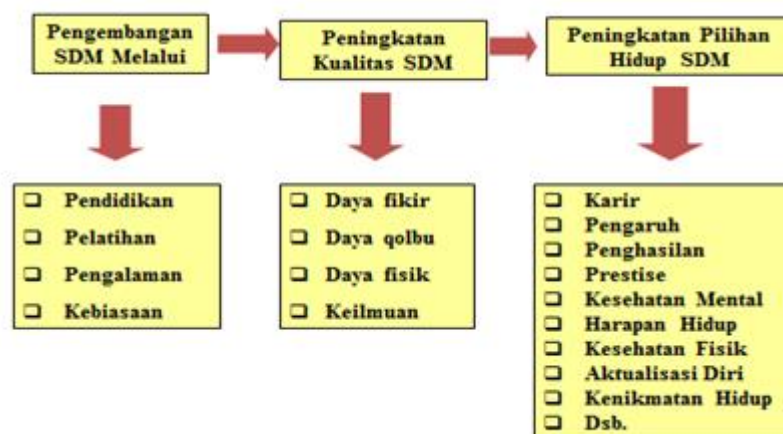 Pengembangan
SDM Melalui
Peningkatan
Kualitas SDM
Peningkatan Pilihan
Hidup SDM
Pendidikan
Pelatihan
Pengalaman
Kebiasaan
Daya fikir
Daya qolbu
Daya fisik
Keilmuan
Karir
Pengaruh
Penghasilan
Prestise
Kesehatan Mental
Harapan Hidup
Kesehatan Fisik
Aktualisasi Diri
Kenikmatan Hidup
Dsb.